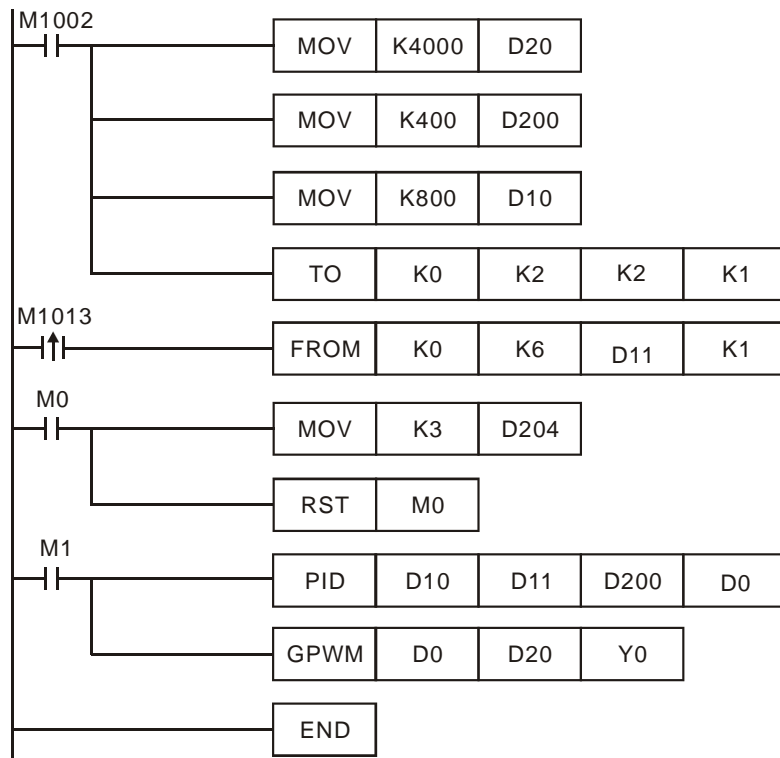 M1002
MOV K4000 D20
MOV K400 D200
MOV K800 D10
TO K0 K2 K2 K1
M1013
FROM K0 K6 D11 K1
M0
MOV K3 D204
RST M0
M1
PID D10 D11 D200 D0
GPWM D0 D20 Y0
END